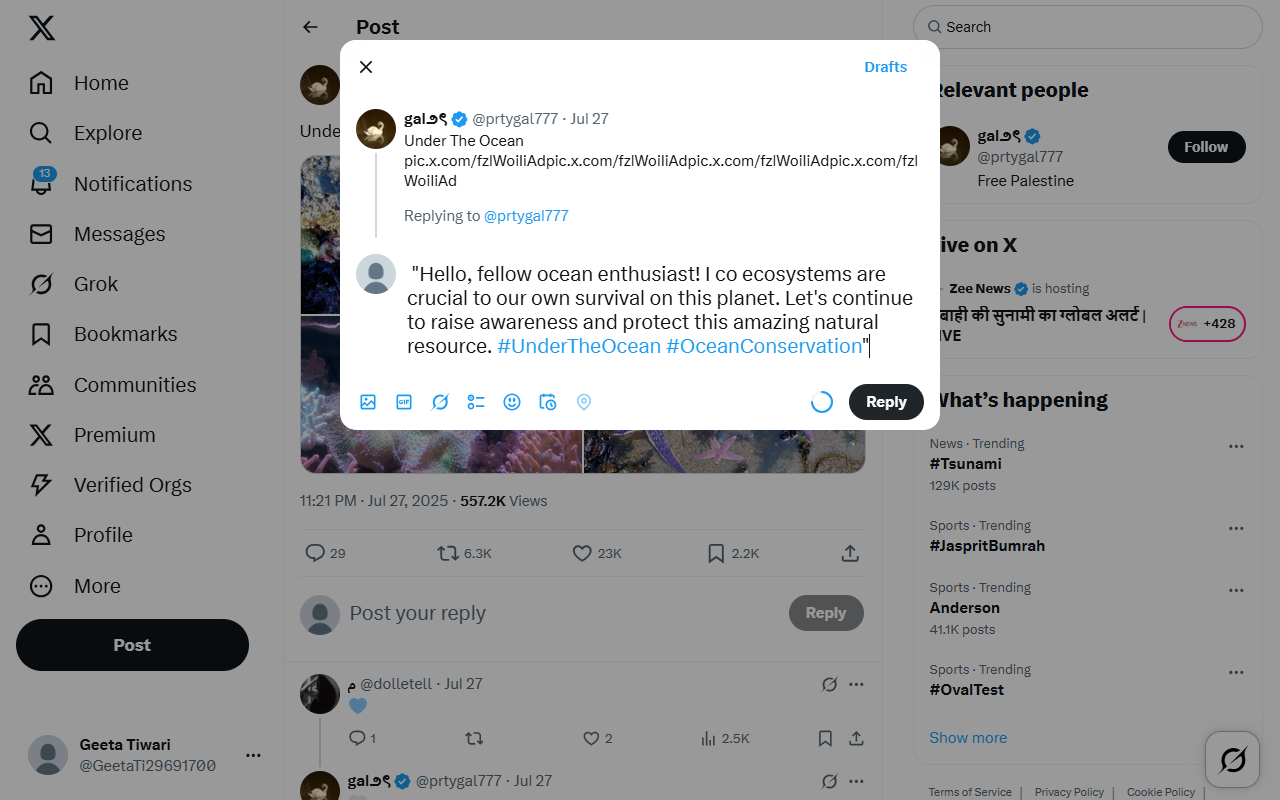 Home
Explore
13
Notifications
Messages
Grok
Bookmarks
Communities
Premium
Verified Orgs
Profile
More
Post
Geeta Tiwari
@GeetaTi29691700
Post
Unde
Drafts
gal୨ৎ @prtygal777 · Jul 27
Under The Ocean
pic.x.com/fzlWoiliAdpic.x.com/fzlWoiliAdpic.x.com/fzlWoiliAdpic.x.com/fzl
WoiliAd
Replying to @prtygal777
"Hello, fellow ocean enthusiast! I co ecosystems are
crucial to our own survival on this planet. Let's continue
to raise awareness and protect this amazing natural
resource. #UnderTheOcean #OceanConservation"
GIF
Reply
11:21 PM · Jul 27, 2025 · 557.2K Views
29 6.3K 23K 2.2K
Post your reply
Reply
م @dolletell · Jul 27
1 2 2.5K
gal୨ৎ @prtygal777 · Jul 27
Search
Relevant people
gal୨ৎ
@prtygal777
Follow
Free Palestine
ive on X
Zee News is hosting
बाही की सुनामी का ग्लोबल अलर्ट |
IVE
+428
What's happening
News · Trending
#Tsunami
129K posts
Sports · Trending
#JaspritBumrah
Sports · Trending
Anderson
41.1K posts
Sports · Trending
#OvalTest
Show more
Terms of Service | Privacy Policy | Cookie Policy |